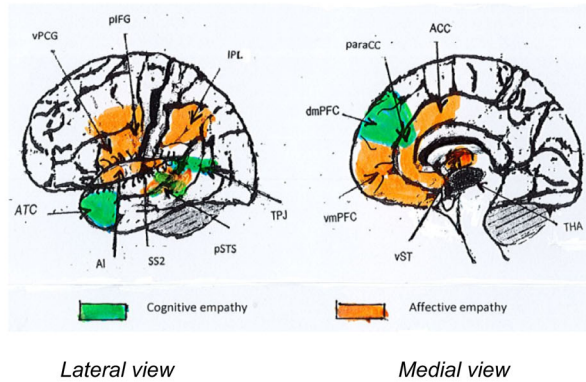 pIFG
vPCG
IPL
ATC
AI
SS2
pSTS
TPJ
ACC
paraCC
dmPFC
vmPFC
vST
THA
Cognitive empathy
Affective empathy
Lateral view
Medial view